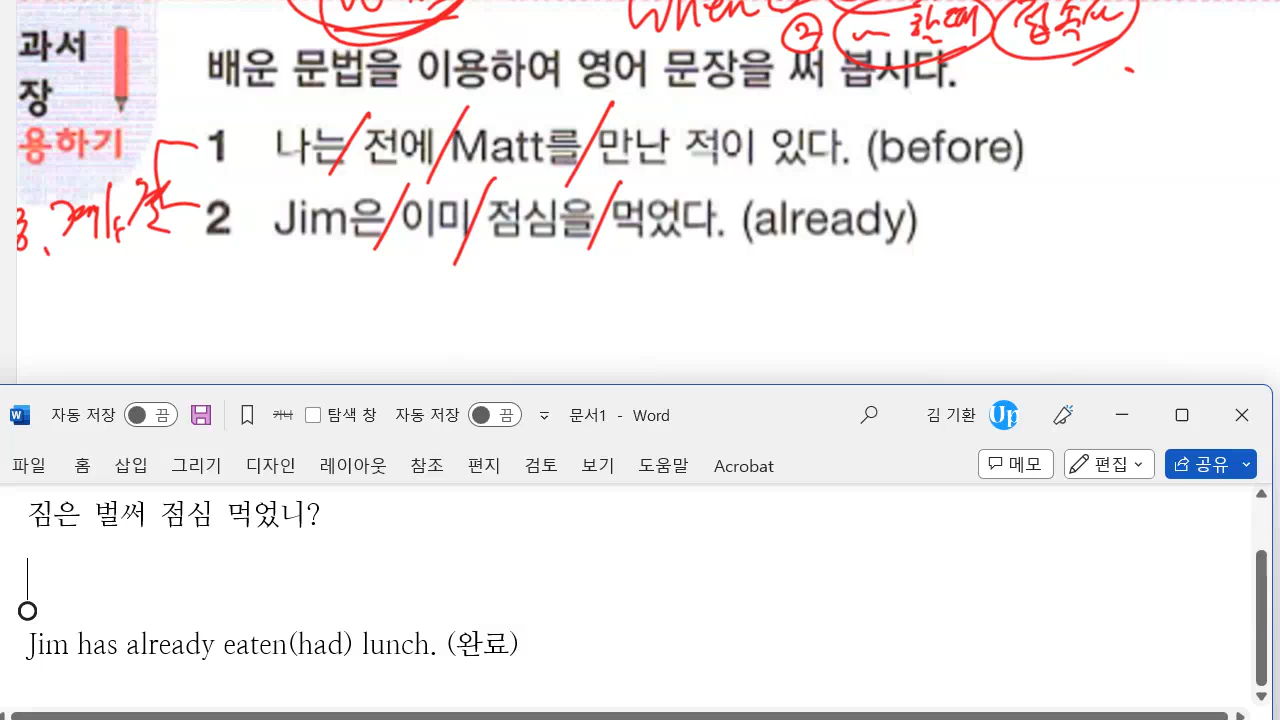 When
② ~ 할때 접속사
과서
장
용하기
배운 문법을 이용하여 영어 문장을 써 봅시다.
1 나는 전에 Matt를 만난 적이 있다. (before)
2 Jim은 이미 점심을 먹었다. (already)
자동 저장 끔 탐색 창 자동 저장 끔 문서1 - Word 김 기환 Up
파일 홈 삽입 그리기 디자인 레이아웃 참조 편지 검토 보기 도움말 Acrobat 메모 편집 공유
짐은 벌써 점심 먹었니?
Jim has already eaten(had) lunch. (완료)